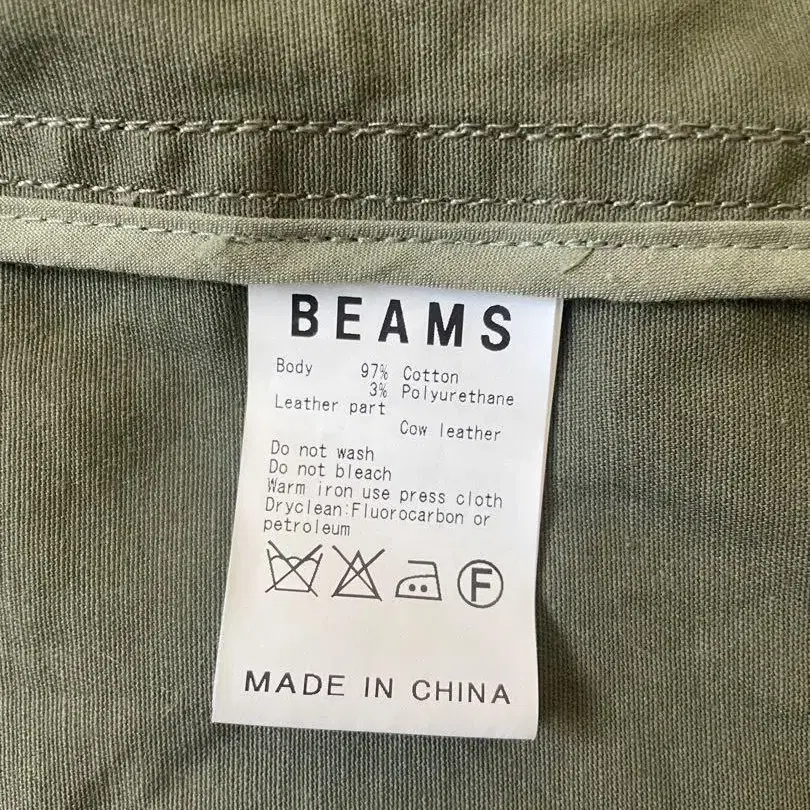 BEAMS
Body 97% Cotton
3% Polyurethane
Leather part
Cow leather
Do not wash
Do not bleach
Warm iron use press cloth
Dryclean:Fluorocarbon or
petroleum
F
MADE IN CHINA